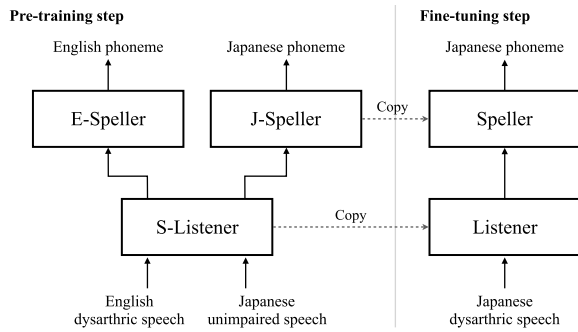 Pre-training step
Fine-tuning step
English phoneme
Japanese phoneme
Japanese phoneme
E-Speller
J-Speller
Copy
Speller
S-Listener
Copy
Listener
English
dysarthric speech
Japanese
unimpaired speech
Japanese
dysarthric speech